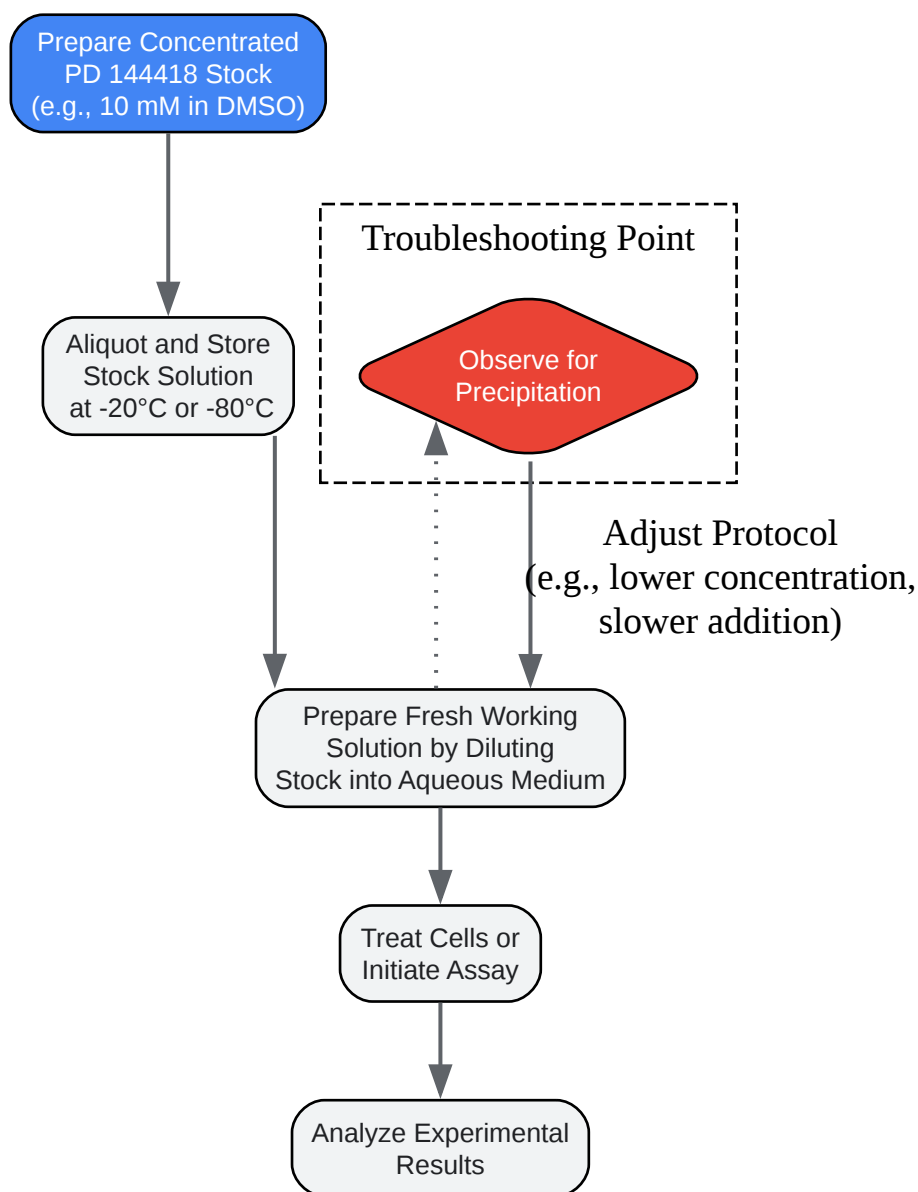 Prepare Concentrated
PD 144418 Stock
(e.g., 10 mM in DMSO)
Troubleshooting Point
Observe for
Precipitation
Aliquot and Store
Stock Solution
at -20°C or -80°C
Adjust Protocol
(e.g., lower concentration,
slower addition)
Prepare Fresh Working
Solution by Diluting
Stock into Aqueous Medium
Treat Cells or
Initiate Assay
Analyze Experimental
Results